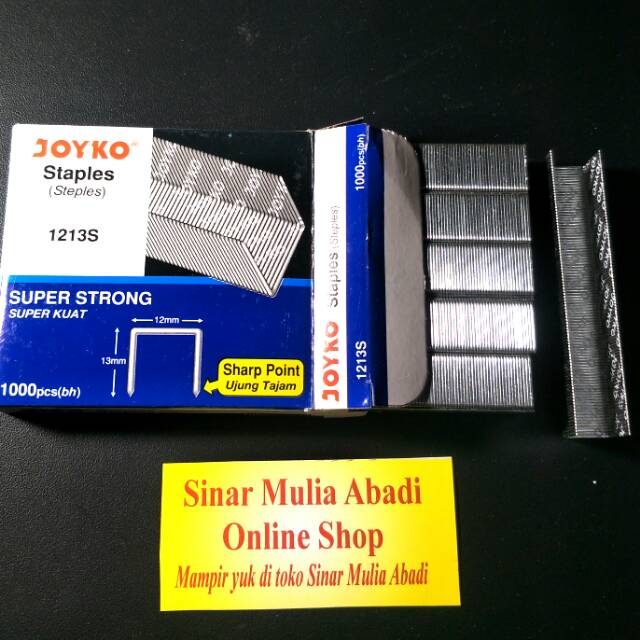 JOYKO
Staples
(Steples)
1213S
SUPER STRONG
SUPER KUAT
12mm
13mm
Sharp Point
Ujung Tajam
1000pcs(bh)
JOYKO Staples (Steples)
1213S 1000pcs(bh)
Sinar Mulia Abadi
Online Shop
Mampir yuk di toko Sinar Mulia Abadi